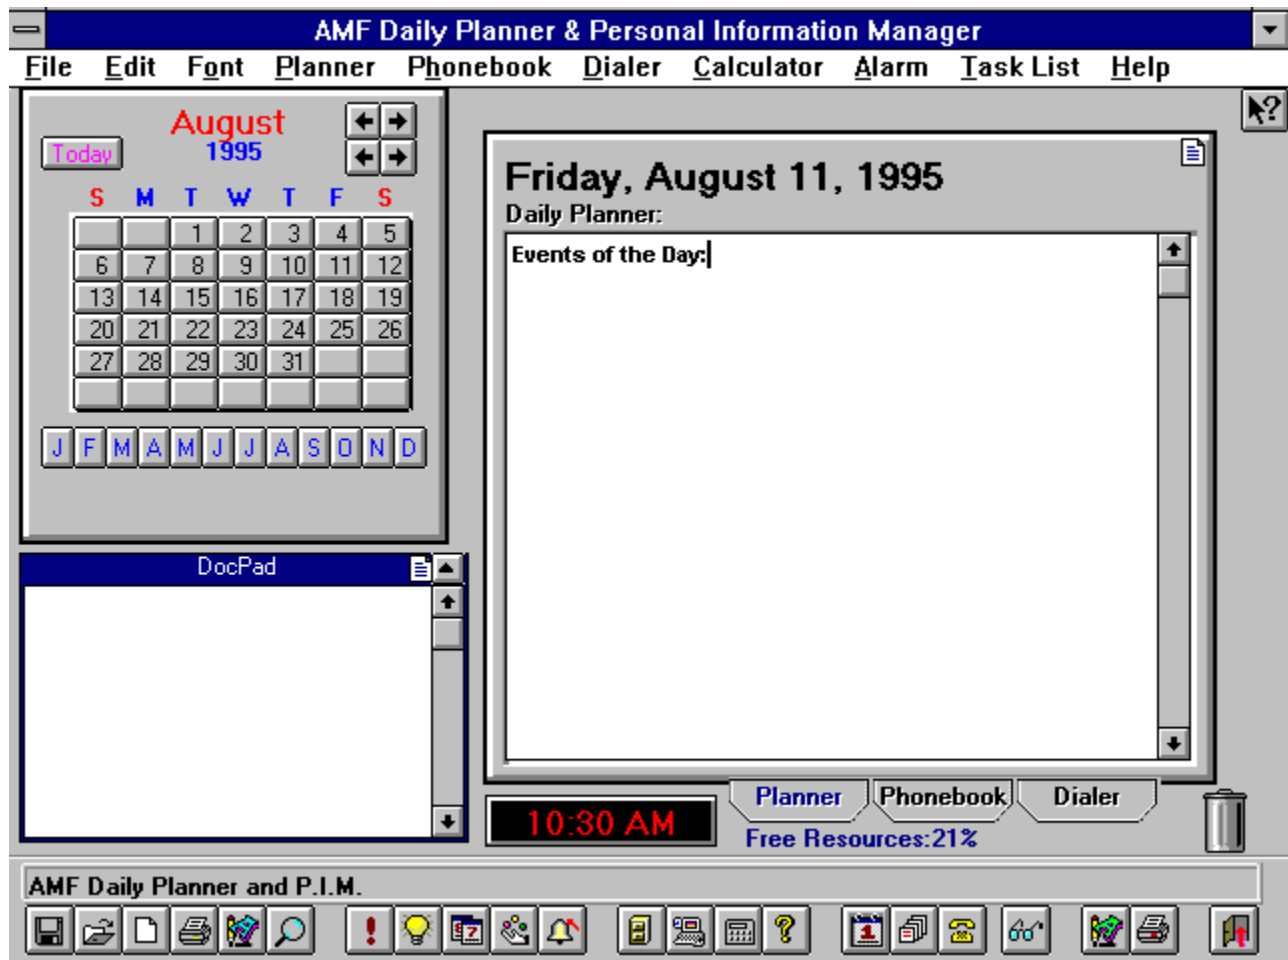 AMF Daily Planner & Personal Information Manager
File Edit Font Planner Phonebook Dialer Calculator Alarm Task List Help
August
Today 1995
S M T W T F S
1 2 3 4 5
6 7 8 9 10 11 12
13 14 15 16 17 18 19
20 21 22 23 24 25 26
27 28 29 30 31
J F M A M J J A S O N D
Friday, August 11, 1995
Daily Planner:
Events of the Day:
DocPad
10:30 AM
Planner Phonebook Dialer
Free Resources:21%
AMF Daily Planner and P.I.M.